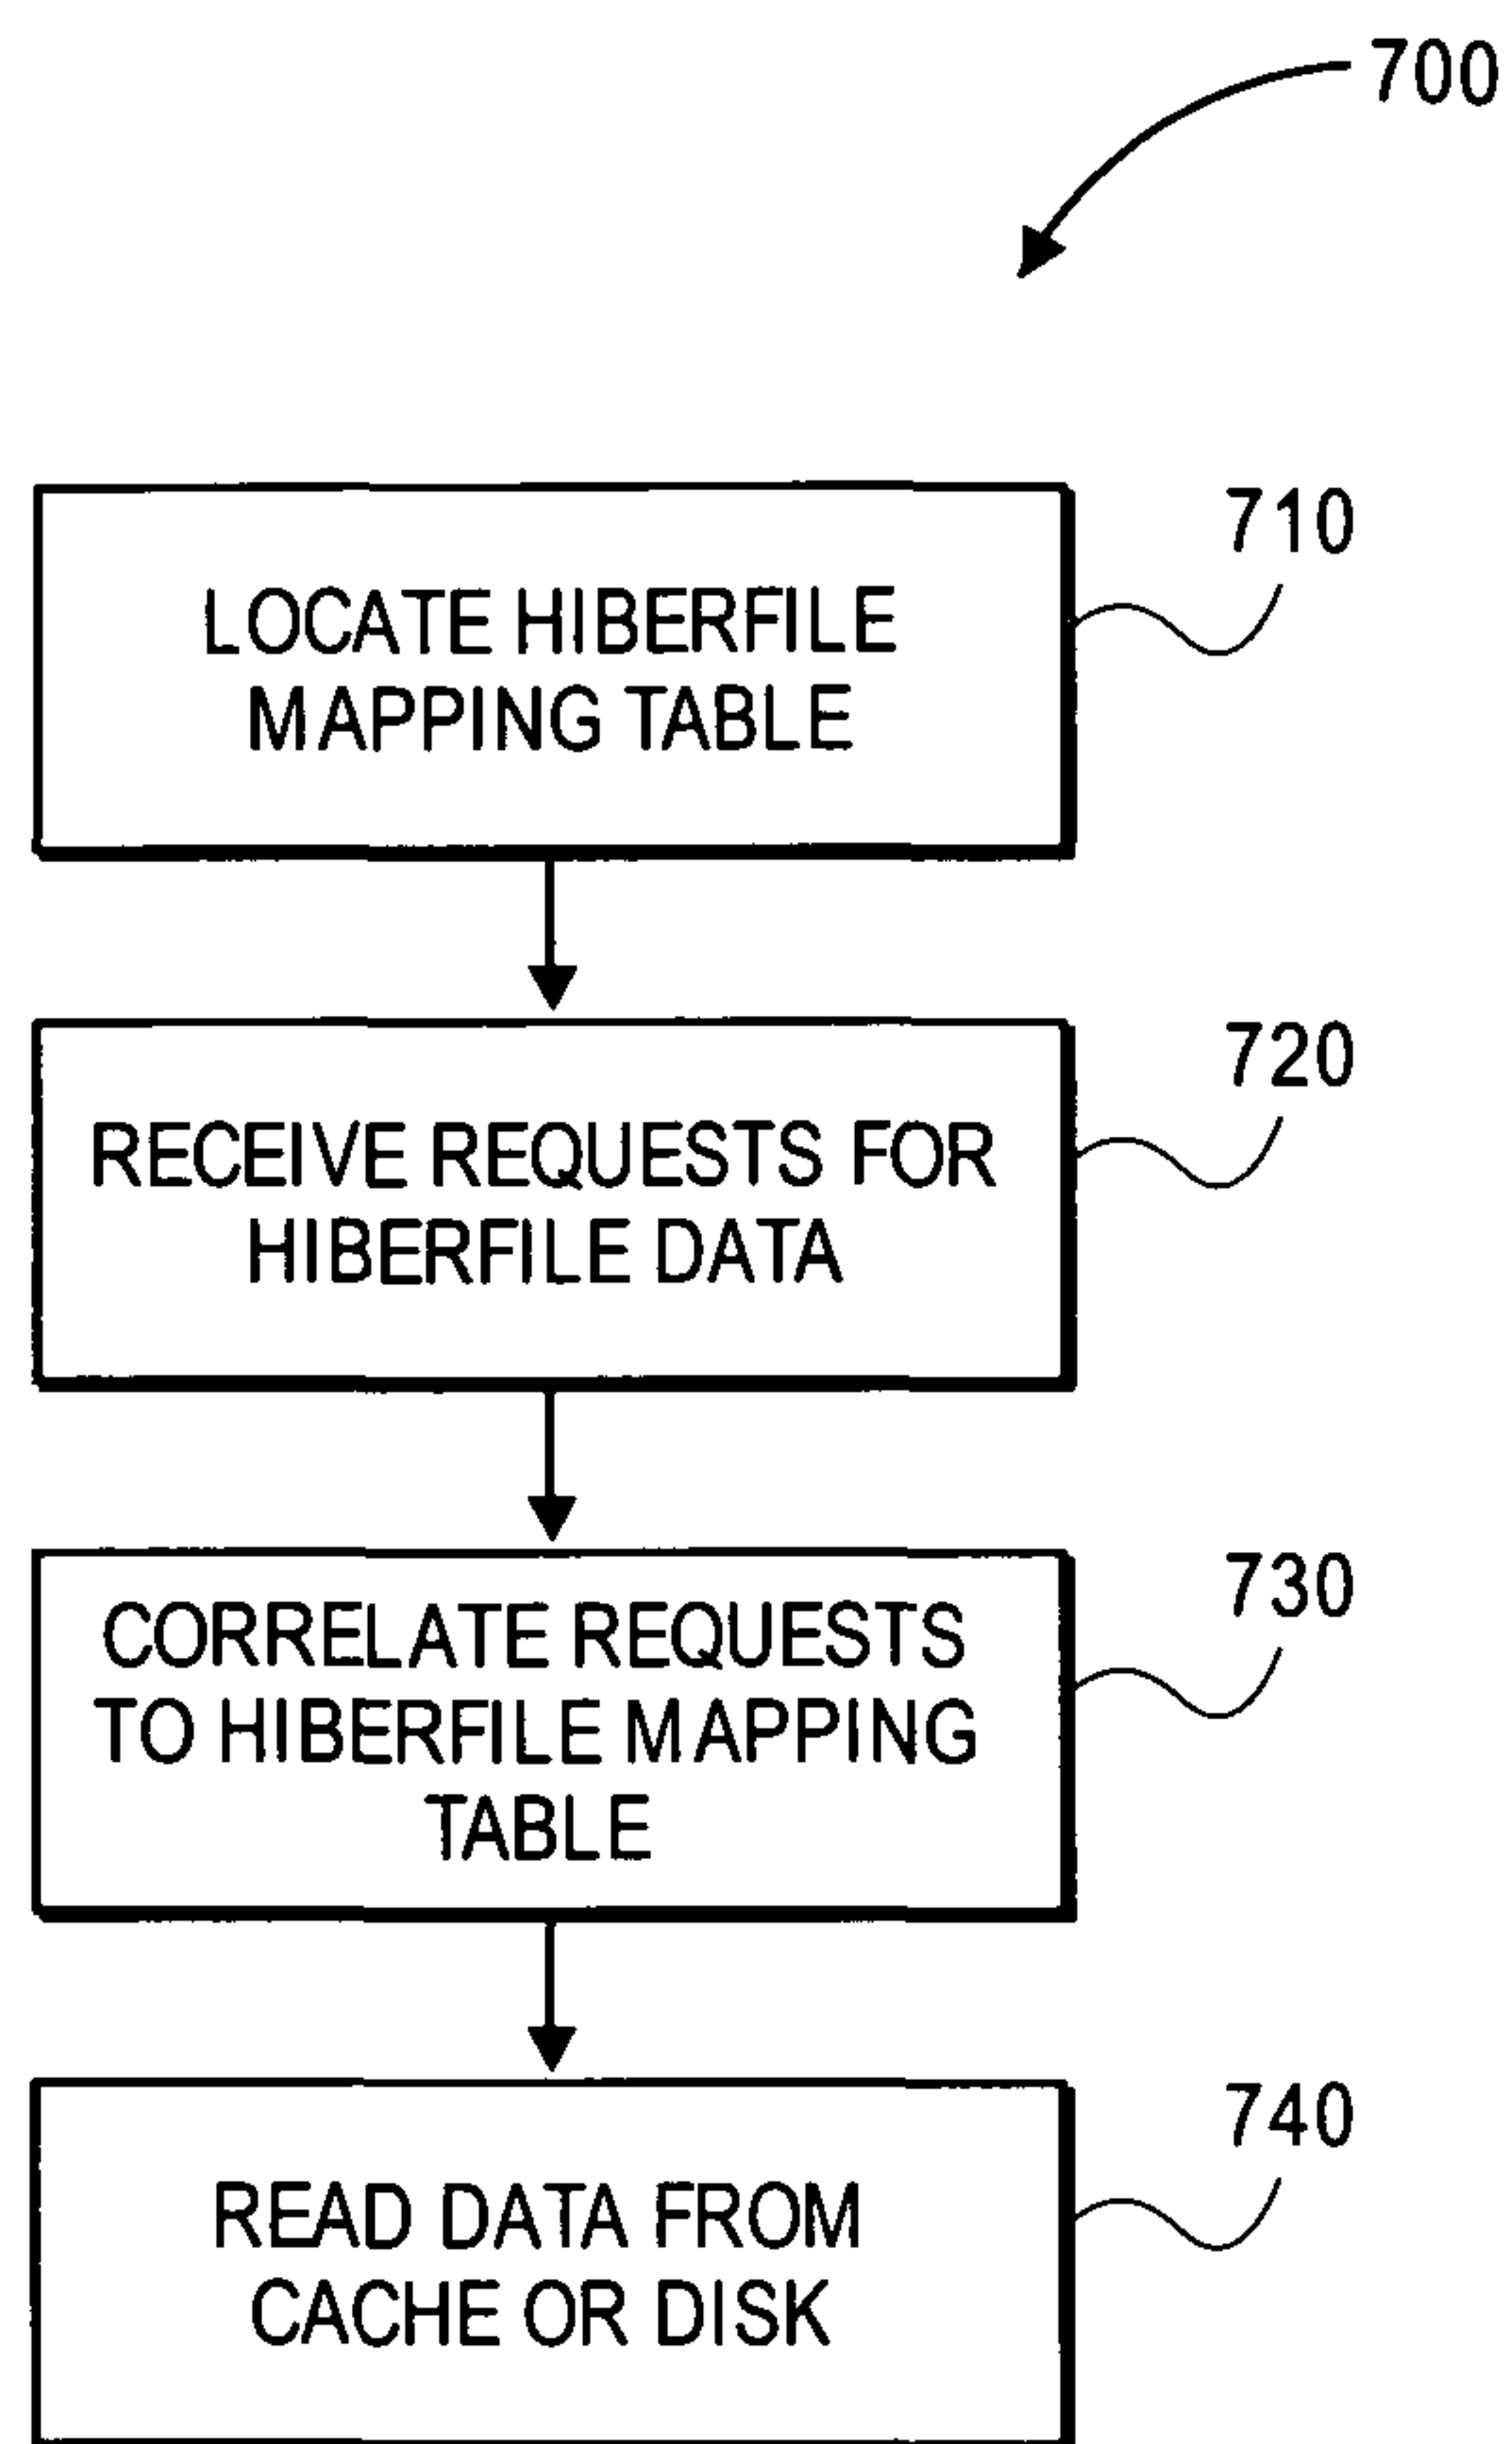 700
710
LOCATE HIBERFILE
MAPPING TABLE
720
RECEIVE REQUESTS FOR
HIBERFILE DATA
730
CORRELATE REQUESTS
TO HIBERFILE MAPPING
TABLE
740
READ DATA FROM
CACHE OR DISK